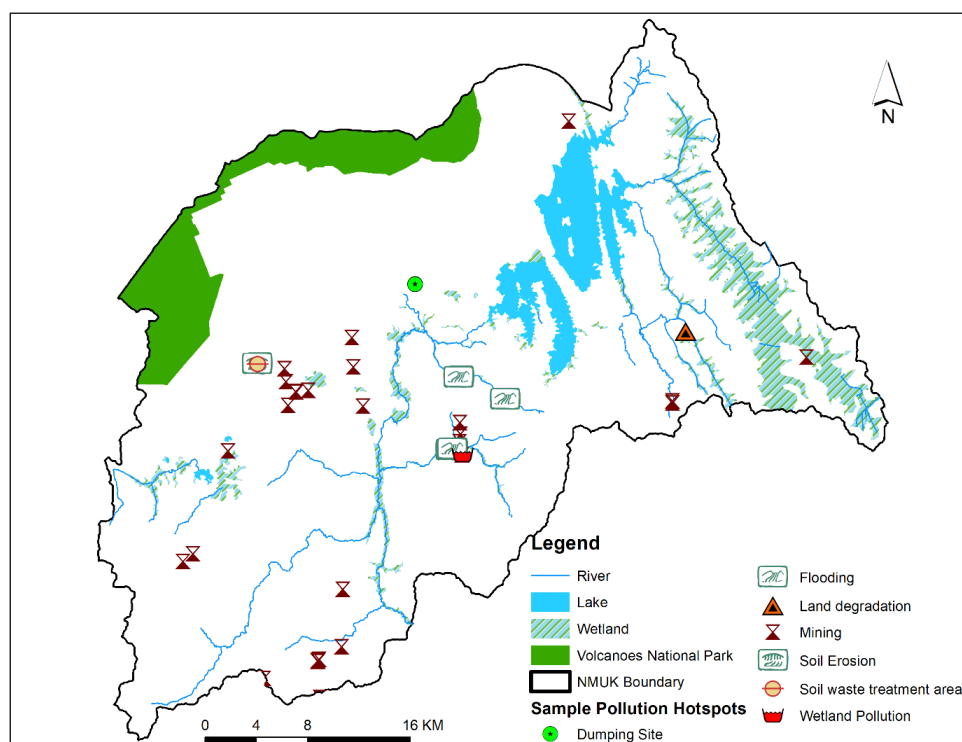 N
Legend
River
Lake
Wetland
Volcanoes National Park
NMUK Boundary
Sample Pollution Hotspots
Dumping Site
Flooding
Land degradation
Mining
Soil Erosion
Soil waste treatment area
Wetland Pollution
0 4 8 16 KM